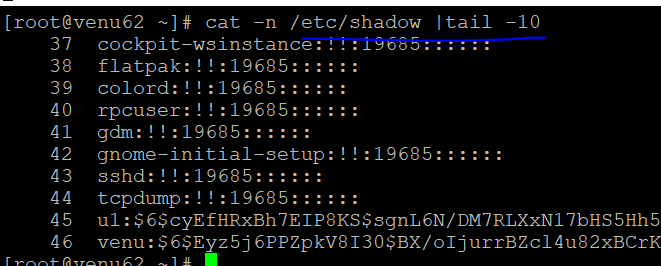 [root@venu62 ~]# cat -n /etc/shadow |tail -10
    37  cockpit-wsinstance:!!:19685::::::
    38  flatpak:!!:19685::::::
    39  colord:!!:19685::::::
    40  rpcuser:!!:19685::::::
    41  gdm:!!:19685::::::
    42  gnome-initial-setup:!!:19685::::::
    43  sshd:!!:19685::::::
    44  tcpdump:!!:19685::::::
    45  u1:$6$cyEfHRxBh7EIP8KS$sgnL6N/DM7RLXxN17bHS5Hh5
    46  venu:$6$Eyz5j6PPZpkV8I30$BX/oIjurrBZcl4u82xBCrK
[root@venu62 ~]#